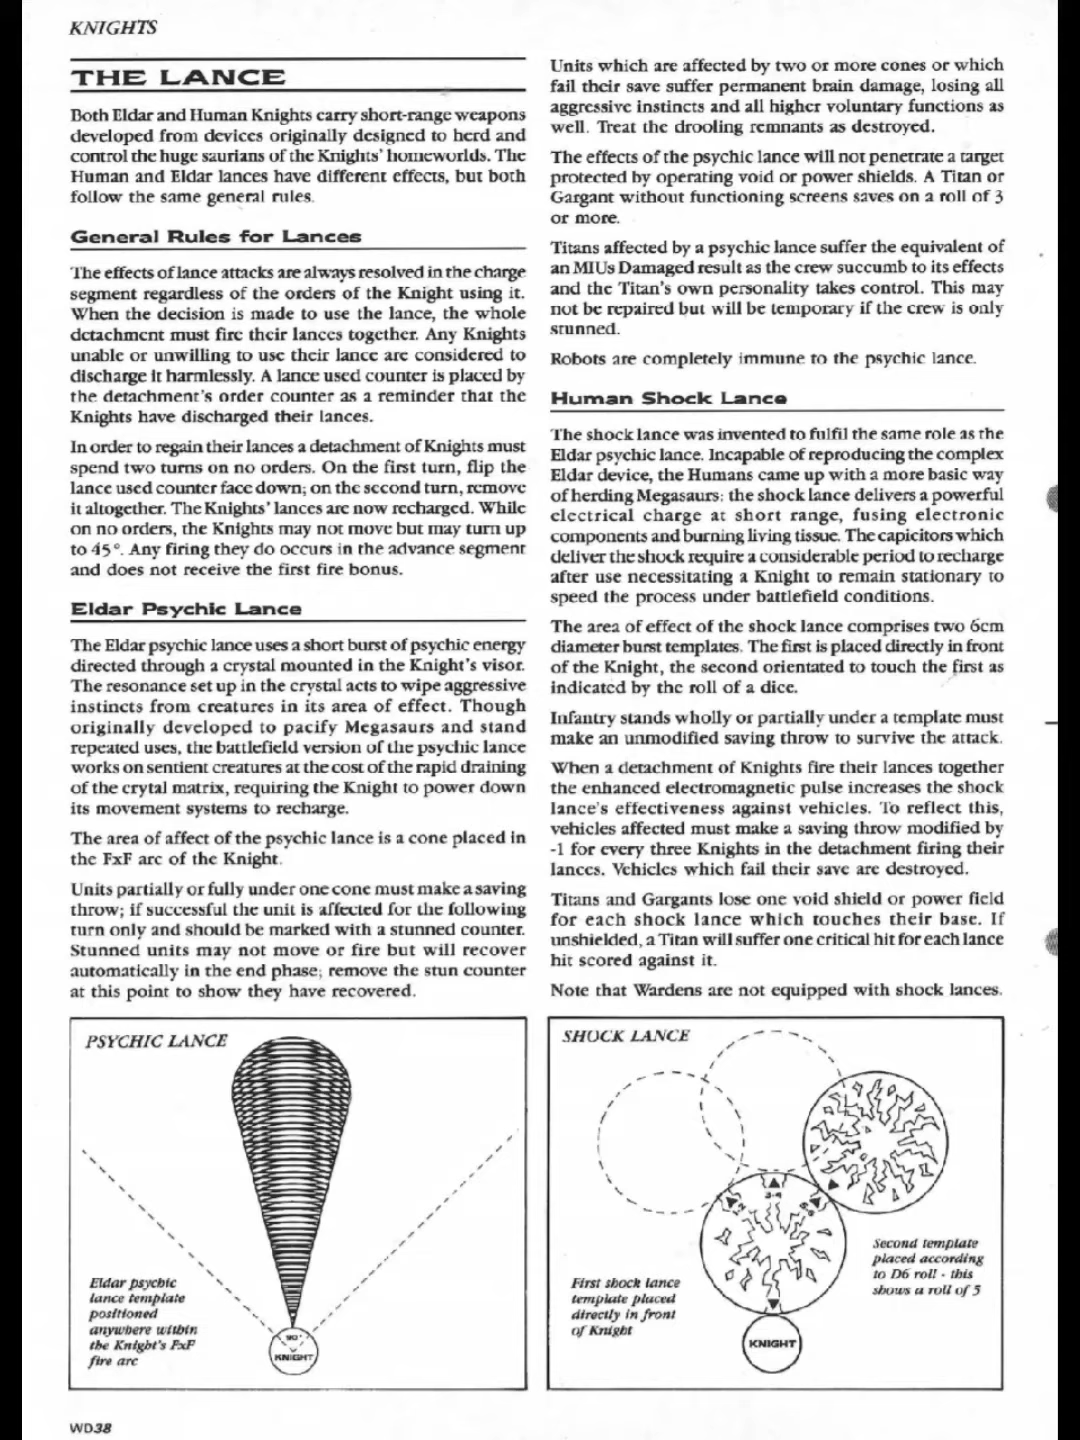 KNIGHTS
THE LANCE
Both Eldar and Human Knights carry short-range weapons
developed from devices originally designed to herd and
control the huge saurians of the Knights' homeworlds. The
Human and Eldar lances have different effects, but both
follow the same general rules.
General Rules for Lances
The effects of lance attacks are always resolved in the charge
segment regardless of the orders of the Knight using it.
When the decision is made to use the lance, the whole
detachment must fire their lances together. Any Knights
unable or unwilling to use their lance are considered to
discharge it harmlessly. A lance used counter is placed by
the detachment's order counter as a reminder that the
Knights have discharged their lances.
In order to regain their lances a detachment of Knights must
spend two turns on no orders. On the first turn, flip the
lance used counter face down; on the second turn, remove
it altogether. The Knights' lances are now recharged. While
on no orders, the Knights may not move but may turn up
to 45°. Any firing they do occurs in the advance segment
and does not receive the first fire bonus.
Eldar Psychic Lance
The Eldar psychic lance uses a short burst of psychic energy
directed through a crystal mounted in the Knight's visor.
The resonance set up in the crystal acts to wipe aggressive
instincts from creatures in its area of effect. Though
originally developed to pacify Megasaurs and stand
repeated uses, the battlefield version of the psychic lance
works on sentient creatures at the cost of the rapid draining
of the crytal matrix, requiring the Knight to power down
its movement systems to recharge.
The area of affect of the psychic lance is a cone placed in
the FxF arc of the Knight.
Units partially or fully under one cone must make a saving
throw; if successful the unit is affected for the following
turn only and should be marked with a stunned counter.
Stunned units may not move or fire but will recover
automatically in the end phase; remove the stun counter
at this point to show they have recovered.
Units which are affected by two or more cones or which
fail their save suffer permanent brain damage, losing all
aggressive instincts and all higher voluntary functions as
well. Treat the drooling remnants as destroyed.
The effects of the psychic lance will not penetrate a target
protected by operating void or power shields. A Titan or
Gargant without functioning screens saves on a roll of 3
or more.
Titans affected by a psychic lance suffer the equivalent of
an MIUs Damaged result as the crew succumb to its effects
and the Titan's own personality takes control. This may
not be repaired but will be temporary if the crew is only
stunned.
Robots are completely immune to the psychic lance.
Human Shock Lance
The shock lance was invented to fulfil the same role as the
Eldar psychic lance. Incapable of reproducing the complex
Eldar device, the Humans came up with a more basic way
of herding Megasaurs: the shock lance delivers a powerful
electrical charge at short range, fusing electronic
components and burning living tissue. The capicitors which
deliver the shock require a considerable period to recharge
after use necessitating a Knight to remain stationary to
speed the process under battlefield conditions.
The area of effect of the shock lance comprises two 6cm
diameter burst templates. The first is placed directly in front
of the Knight, the second orientated to touch the first as
indicated by the roll of a dice.
Infantry stands wholly or partially under a template must
make an unmodified saving throw to survive the attack.
When a detachment of Knights fire their lances together
the enhanced electromagnetic pulse increases the shock
lance's effectiveness against vehicles. To reflect this,
vehicles affected must make a saving throw modified by
-1 for every three Knights in the detachment firing their
lances. Vehicles which fail their save are destroyed.
Titans and Gargants lose one void shield or power field
for each shock lance which touches their base. If
unshielded, a Titan will suffer one critical hit for each lance
hit scored against it.
Note that Wardens are not equipped with shock lances.
PSYCHIC LANCE
Eldar psychic
lance template
positioned
anywhere within
the Knight's FxF
fire arc
90°
KNIGHT
SHOCK LANCE
1-2
3-4
5-6
First shock lance
template placed
directly in front
of Knight
Second template
placed according
to D6 roll - this
shows a roll of 5
KNIGHT
WD38